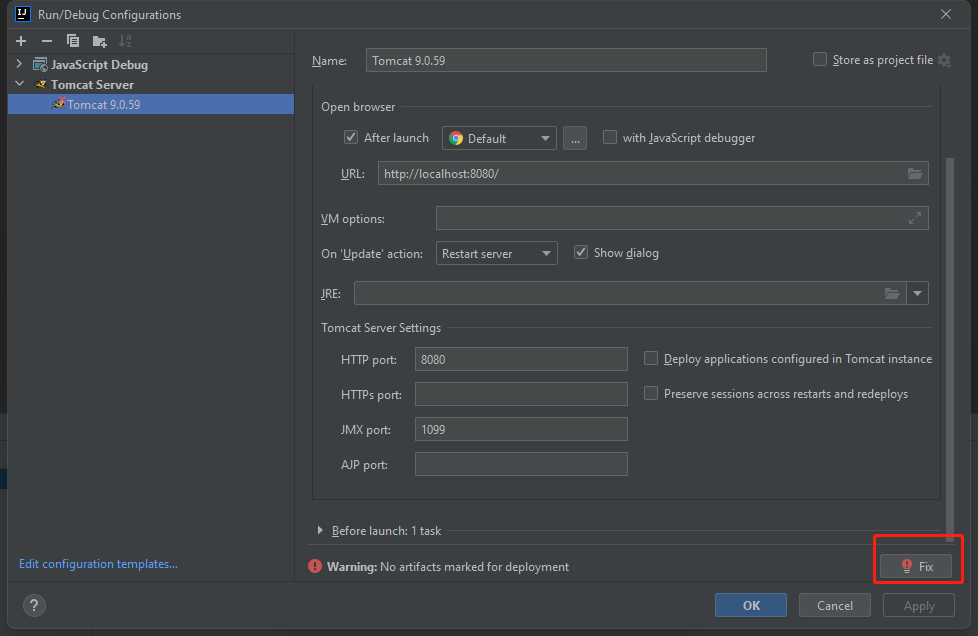 Run/Debug Configurations
JavaScript Debug
Tomcat Server
Tomcat 9.0.59
Edit configuration templates...
Name: Tomcat 9.0.59 Store as project file
Open browser
After launch Default ... with JavaScript debugger
URL: http://localhost:8080/
VM options:
On 'Update' action: Restart server Show dialog
JRE:
Tomcat Server Settings
HTTP port: 8080 Deploy applications configured in Tomcat instance
HTTPs port: Preserve sessions across restarts and redeploys
JMX port: 1099
AJP port:
Before launch: 1 task
Warning: No artifacts marked for deployment Fix
? OK Cancel Apply